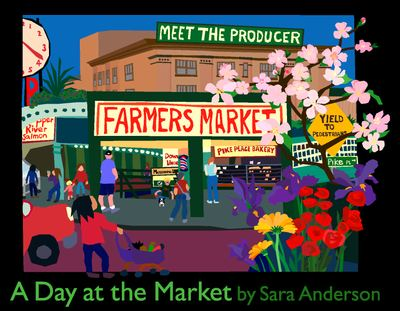 MEET THE PRODUCER
FARMERS MARKET
YIELD
TO
PEDESTRIANS
River
Salmon
Down
PIKE PLACE BAKERY
A Day at the Market by Sara Anderson